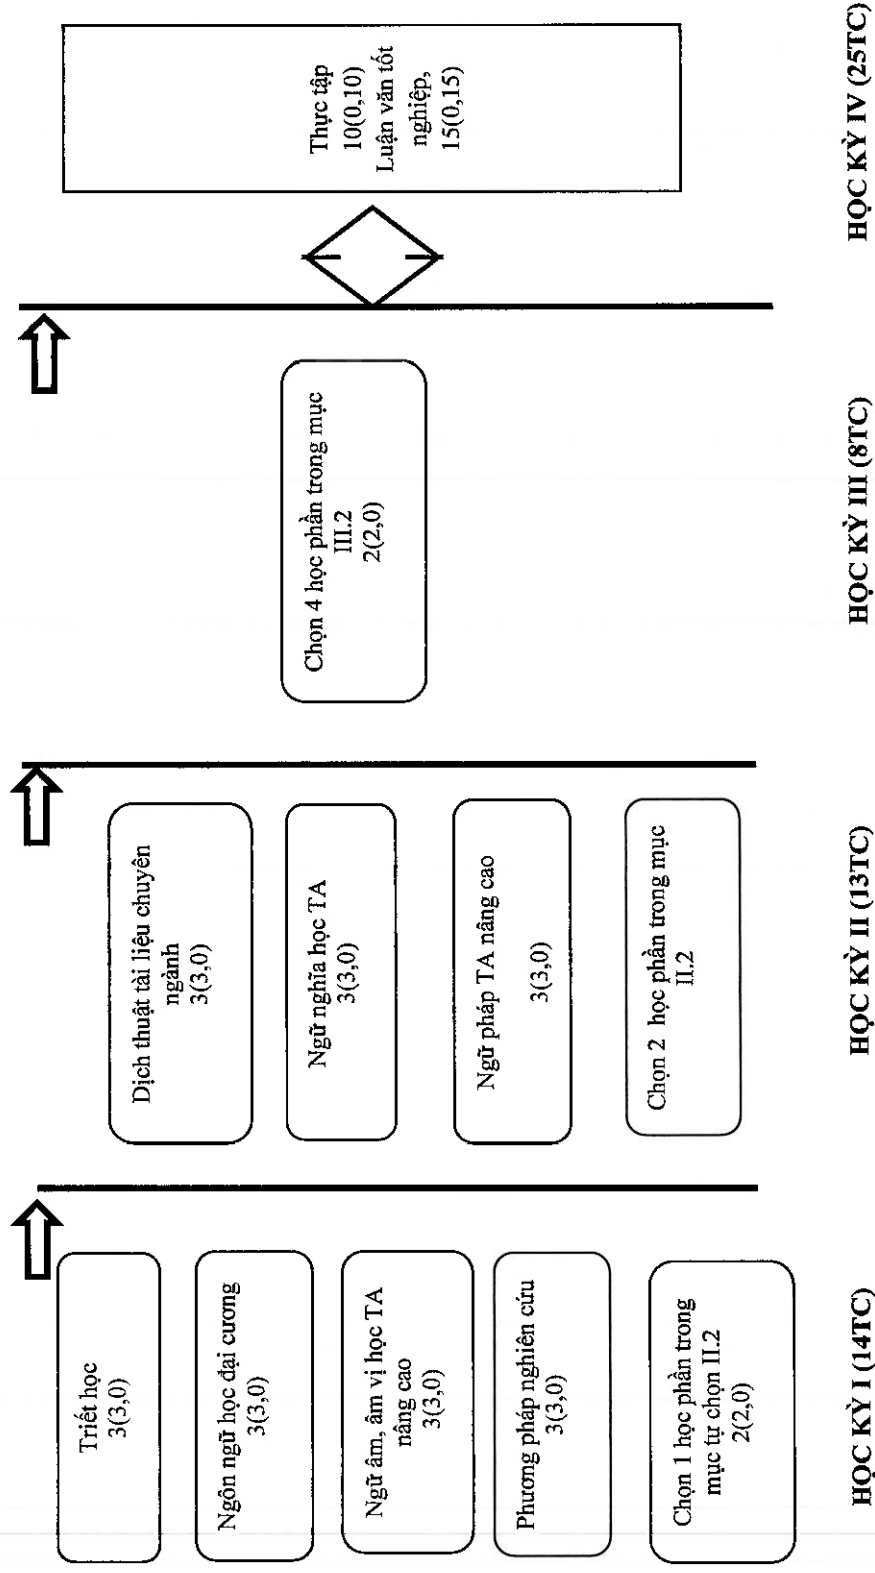 Triết học
3(3,0)
Ngôn ngữ học đại cương
3(3,0)
Ngữ âm, âm vị học TA
nâng cao
3(3,0)
Phương pháp nghiên cứu
3(3,0)
Chọn 1 học phần trong
mục tự chọn II.2
2(2,0)
HỌC KỲ I (14TC)
Dịch thuật tài liệu chuyên
ngành
3(3,0)
Ngữ nghĩa học TA
3(3,0)
Ngữ pháp TA nâng cao
3(3,0)
Chọn 2 học phần trong mục
II.2
HỌC KỲ II (13TC)
Chọn 4 học phần trong mục
III.2
2(2,0)
HỌC KỲ III (8TC)
Thực tập
10(0,10)
Luận văn tốt
nghiệp,
15(0,15)
HỌC KỲ IV (25TC)